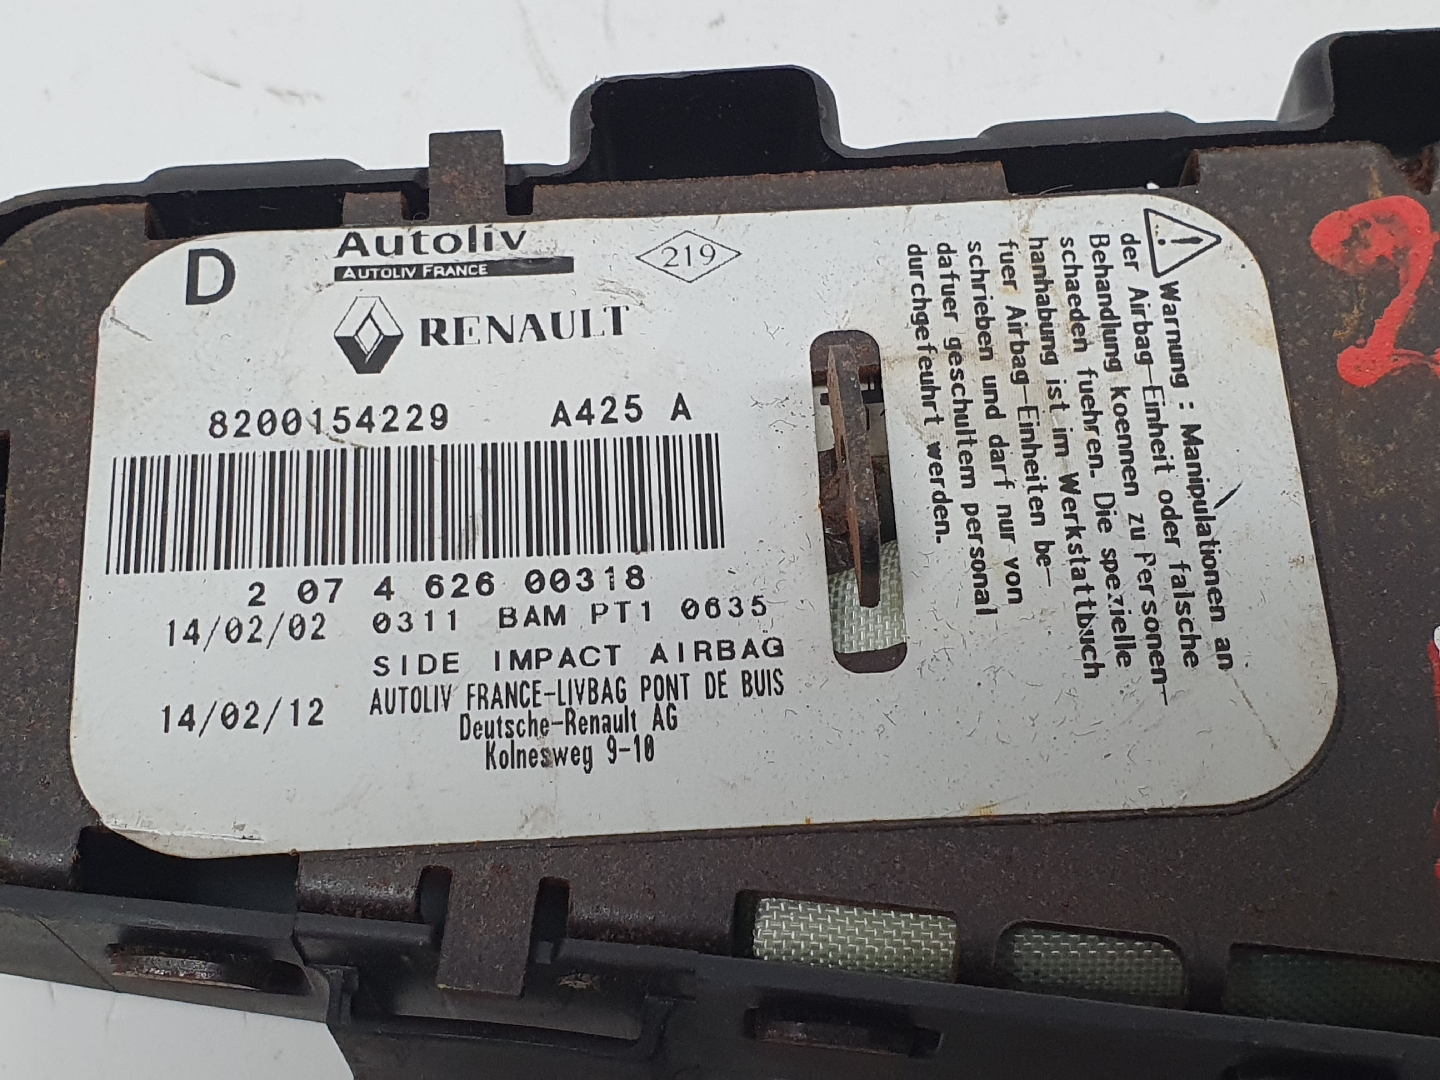 D
Autoliv
AUTOLIV FRANCE
219
RENAULT
8200154229 A425 A
2 07 4 626 00318
14/02/02 0311 BAM PT1 0635
SIDE IMPACT AIRBAG
14/02/12
AUTOLIV FRANCE-LIVBAG PONT DE BUIS
Deutsche-Renault AG
Kolnesweg 9-10
Warnung : Manipulationen an
der Airbag-Einheit oder falsche
Behandlung koennen zu Personen-
schaeden fuehren. Die spezielle
hanhabung ist im Werkstattbuch
fuer Airbag-Einheiten be-
schrieben und darf nur von
dafuer geschultem personal
durchgefeuhrt werden.
2